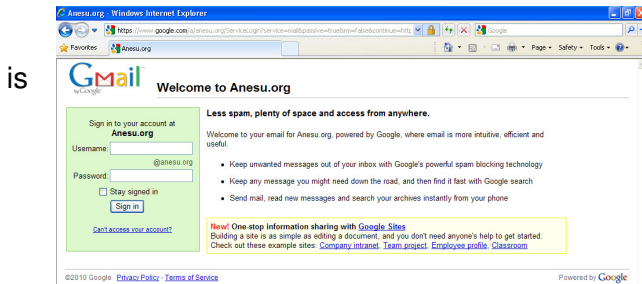 Anesu.org - Windows Internet Explorer
https://www.google.com/a/anesu.org/ServiceLogin?service=mail&passive=true&rm=false&continue=http
Google
Favorites Anesu.org Page Safety Tools
is
Gmail by Google
Welcome to Anesu.org
Sign in to your account at
Anesu.org
Username:
@anesu.org
Password:
Stay signed in
Sign in
Can't access your account?
Less spam, plenty of space and access from anywhere.
Welcome to your email for Anesu.org, powered by Google, where email is more intuitive, efficient and
useful.
• Keep unwanted messages out of your inbox with Google's powerful spam blocking technology
• Keep any message you might need down the road, and then find it fast with Google search
• Send mail, read new messages and search your archives instantly from your phone
New! One-stop information sharing with Google Sites
Building a site is as simple as editing a document, and you don't need anyone's help to get started.
Check out these example sites: Company intranet, Team project, Employee profile, Classroom
©2010 Google Privacy Policy - Terms of Service
Powered by Google